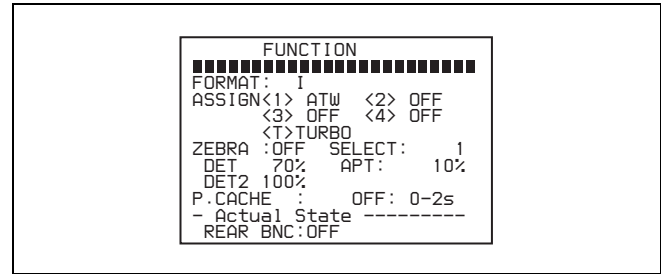 FUNCTION
FORMAT: I
ASSIGN<1> ATW <2> OFF
<3> OFF <4> OFF
<T>TURBO
ZEBRA :OFF SELECT: 1
DET 70% APT: 10%
DET2 100%
P.CACHE : OFF: 0-2s
- Actual State ---------
REAR BNC:OFF